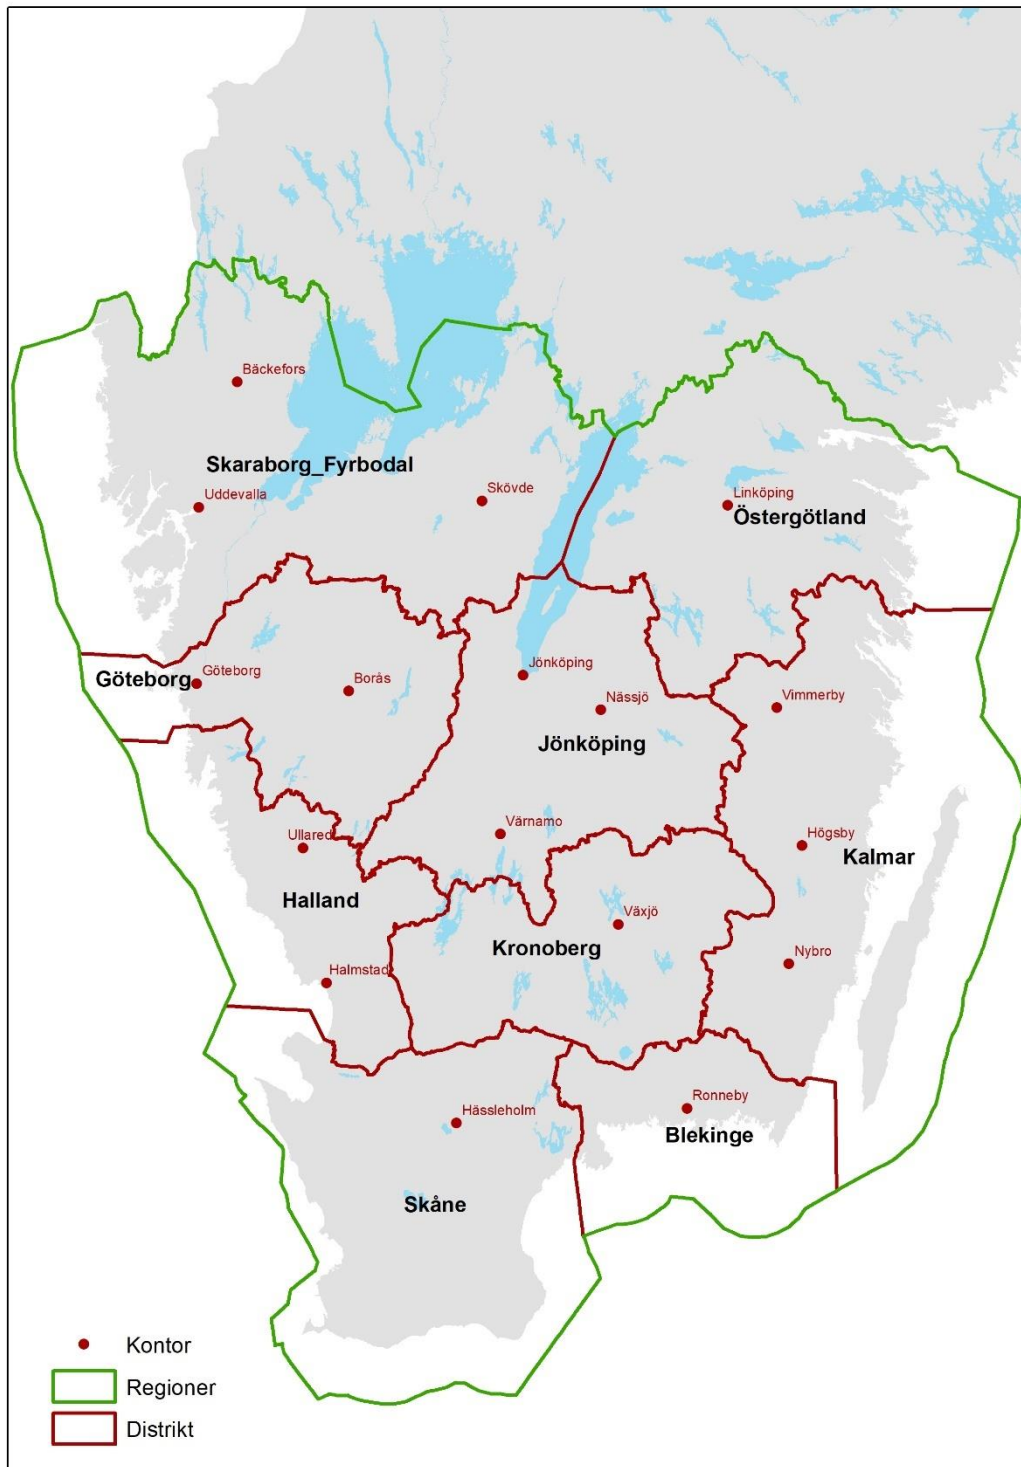 Bäckefors
Skaraborg_Fyrbodal
Uddevalla
Skövde
Linköping
Östergötland
Göteborg
Göteborg
Borås
Jönköping
Nässjö
Jönköping
Vimmerby
Ullared
Värnamo
Högsby
Kalmar
Halland
Växjö
Kronoberg
Nybro
Halmstad
Hässleholm
Ronneby
Blekinge
Skåne
Kontor
Regioner
Distrikt